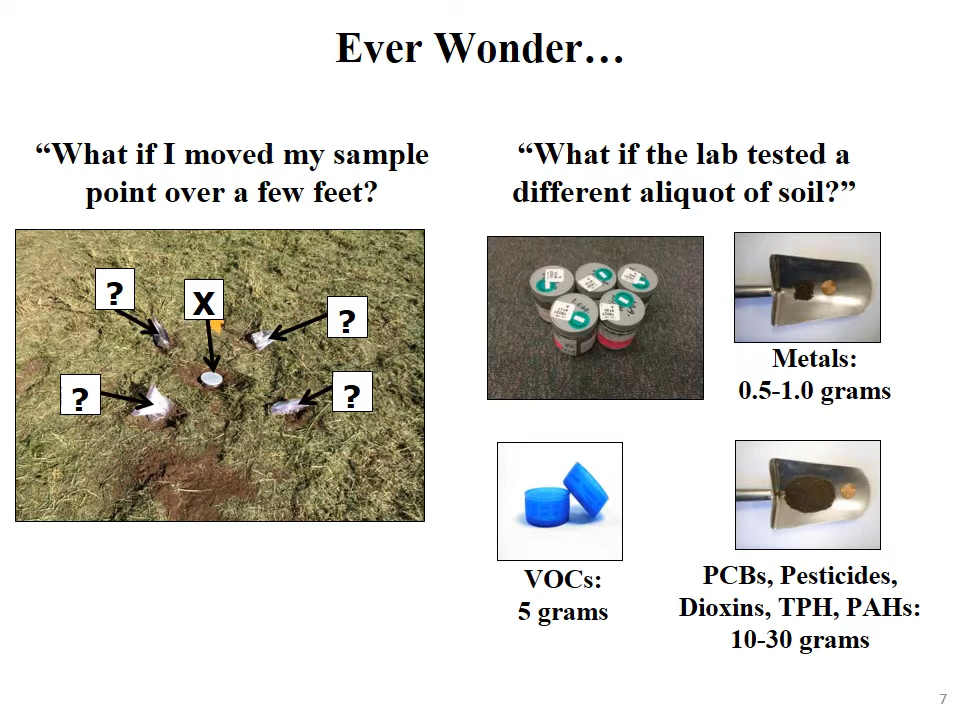 Ever Wonder…
“What if I moved my sample
point over a few feet?
“What if the lab tested a
different aliquot of soil?”
?
X
?
?
?
Metals:
0.5-1.0 grams
VOCs:
5 grams
PCBs, Pesticides,
Dioxins, TPH, PAHs:
10-30 grams
7